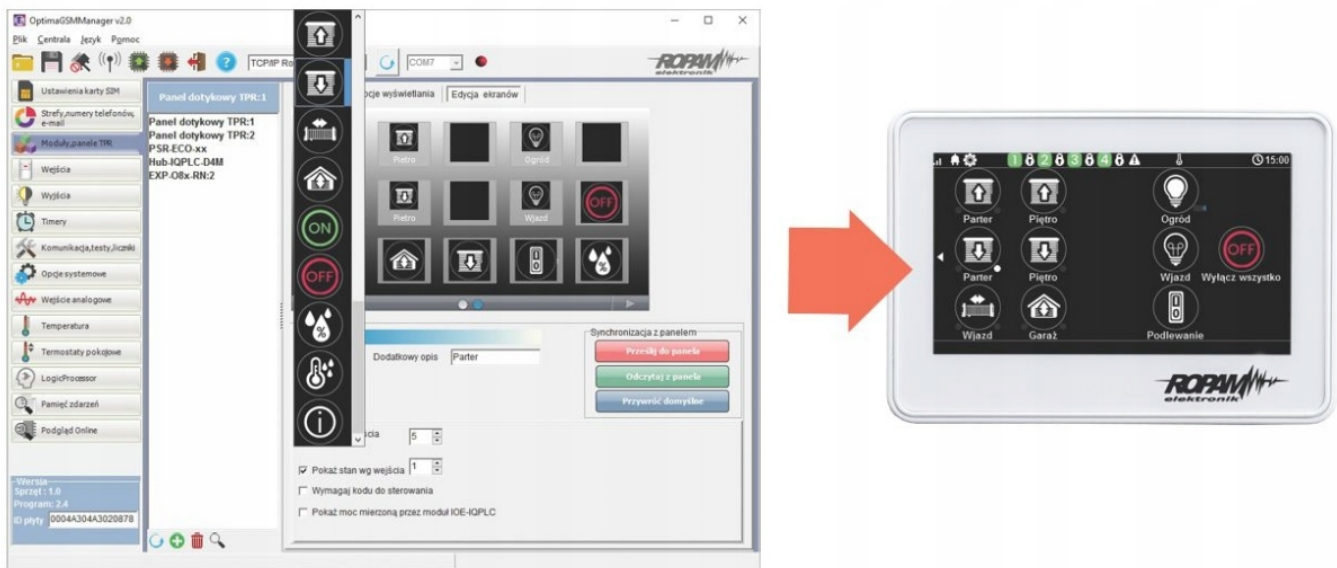 OptimaGSMManager v2.0
Plik Centrala Język Pomoc
TCP/IP Ro
COM7
ROPAM
elektronik
Ustawienia karty SIM
Strefy,numery telefonów,
e-mail
Moduły,panele TPR
Wejścia
Wyjścia
Timery
Komunikacja,testy,liczniki
Opcje systemowe
Wejście analogowe
Temperatura
Termostaty pokojowe
LogicProcessor
Pamięć zdarzeń
Podgląd Online
Wersja
Sprzęt : 1.0
Program: 2.4
ID płyty 0004A304A3020878
Panel dotykowy TPR:1
Panel dotykowy TPR:1
Panel dotykowy TPR:2
PSR-ECO-xx
Hub-IQPLC-D4M
EXP-O8x-RN:2
ON
OFF
%
cje wyświetlania
Edycja ekranów
Pietro
Ogród
Pietro
Wjazd
OFF
%
Dodatkowy opis Parter
Synchronizacja z panelem
Prześlij do panela
Odczytaj z panela
Przywróć domyślne
ścia 5
Pokaż stan wg wejścia 1
Wymagaj kodu do sterowania
Pokaż moc mierzoną przez moduł IOE-IQPLC
1 2 3 4 15:00
Parter Piętro Ogród
OFF
Parter Piętro Wjazd Wyłącz wszystko
Wjazd Garaż Podlewanie
ROPAM
elektronik